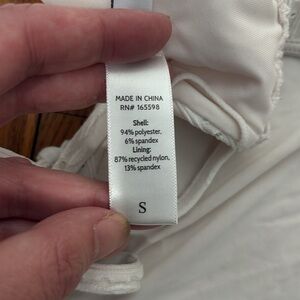 MADE IN CHINA
RN# 165598
Shell:
94% polyester,
6% spandex
Lining:
87% recycled nylon,
13% spandex
S